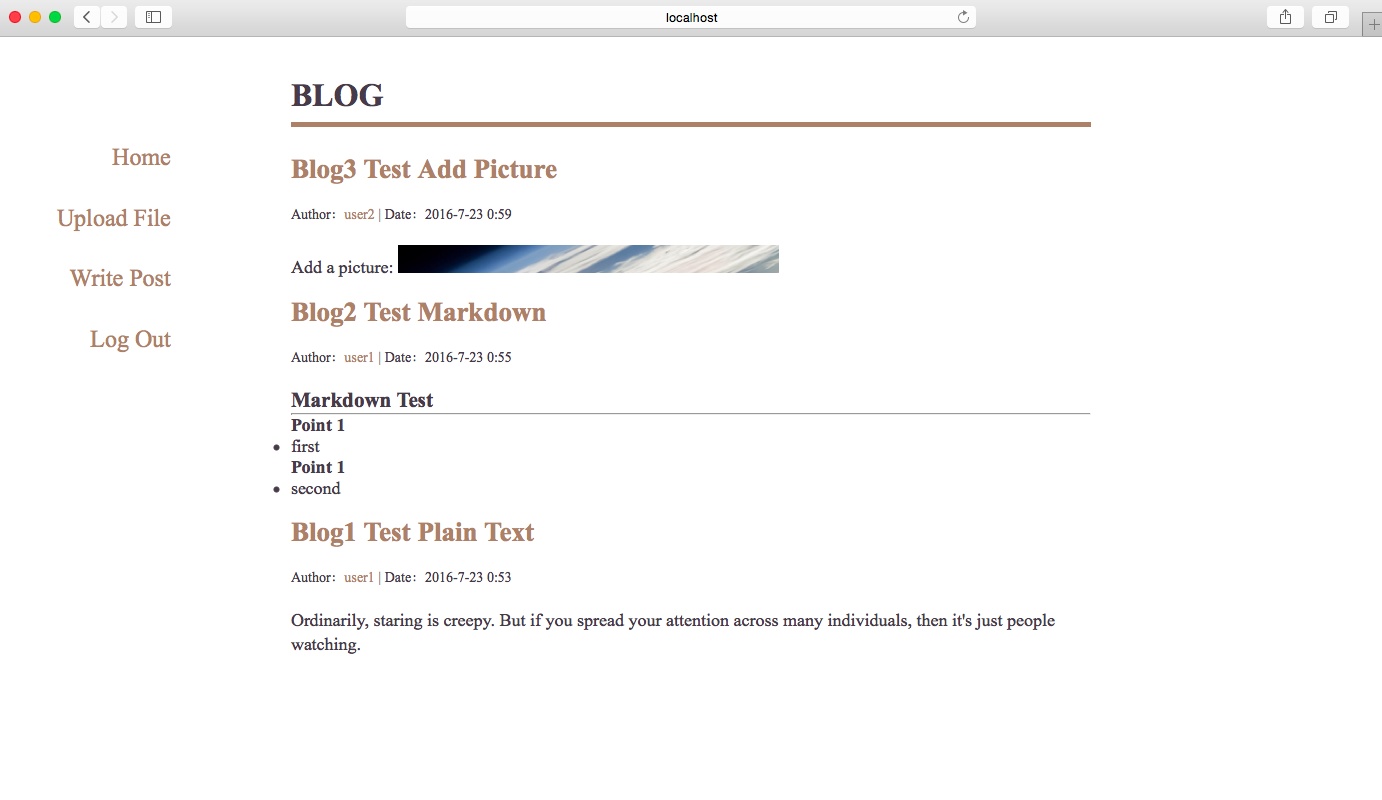 localhost
BLOG
Home
Upload File
Write Post
Log Out
Blog3 Test Add Picture
Author：user2 | Date：2016-7-23 0:59
Add a picture:
Blog2 Test Markdown
Author：user1 | Date：2016-7-23 0:55
Markdown Test
Point 1
• first
Point 1
• second
Blog1 Test Plain Text
Author：user1 | Date：2016-7-23 0:53
Ordinarily, staring is creepy. But if you spread your attention across many individuals, then it's just people
watching.